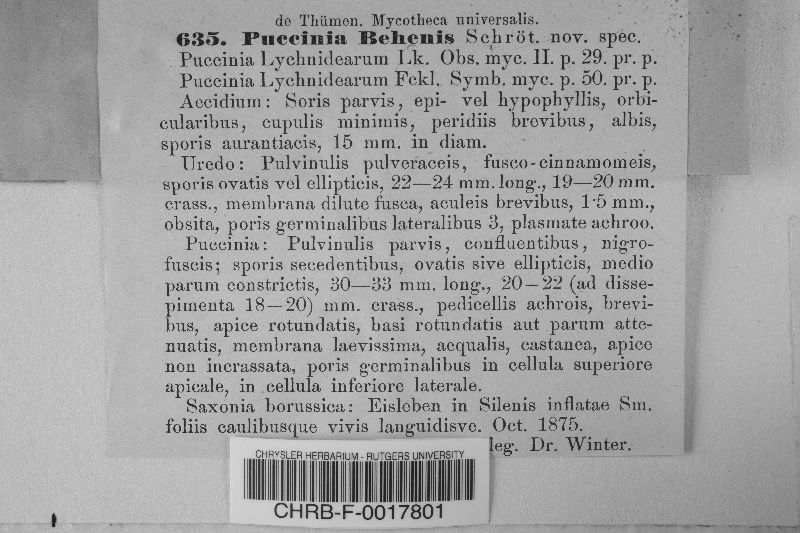 de Thümen. Mycotheca universalis.
635. Puccinia Behenis Schröt. nov. spec.
Puccinia Lychnidearum Lk. Obs. myc. II. p. 29. pr. p.
Puccinia Lychnidearum Fckl. Symb. myc. p. 50. pr. p.
Aecidium: Soris parvis, epi- vel hypophyllis, orbi-
cularibus, cupulis minimis, peridiis brevibus, albis,
sporis aurantiacis, 15 mm. in diam.
Uredo: Pulvinulis pulveraceis, fusco-cinnamomeis,
sporis ovatis vel ellipticis, 22—24 mm. long., 19—20 mm.
crass., membrana dilute fusca, aculeis brevibus, 1·5 mm.,
obsita, poris germinalibus lateralibus 3, plasmate achroo.
Puccinia: Pulvinulis parvis, confluentibus, nigro-
fuscis; sporis secedentibus, ovatis sive ellipticis, medio
parum constrictis, 30—33 mm. long., 20—22 (ad disse-
pimenta 18—20) mm. crass., pedicellis achrois, brevi-
bus, apice rotundatis, basi rotundatis aut parum atte-
nuatis, membrana laevissima, aequalis, castanea, apice
non incrassata, poris germinalibus in cellula superiore
apicale, in cellula inferiore laterale.
Saxonia borussica: Eisleben in Silenis inflatae Sm.
foliis caulibusque vivis languidisve. Oct. 1875.
leg. Dr. Winter.
CHRYSLER HERBARIUM - RUTGERS UNIVERSITY
CHRB-F-0017801